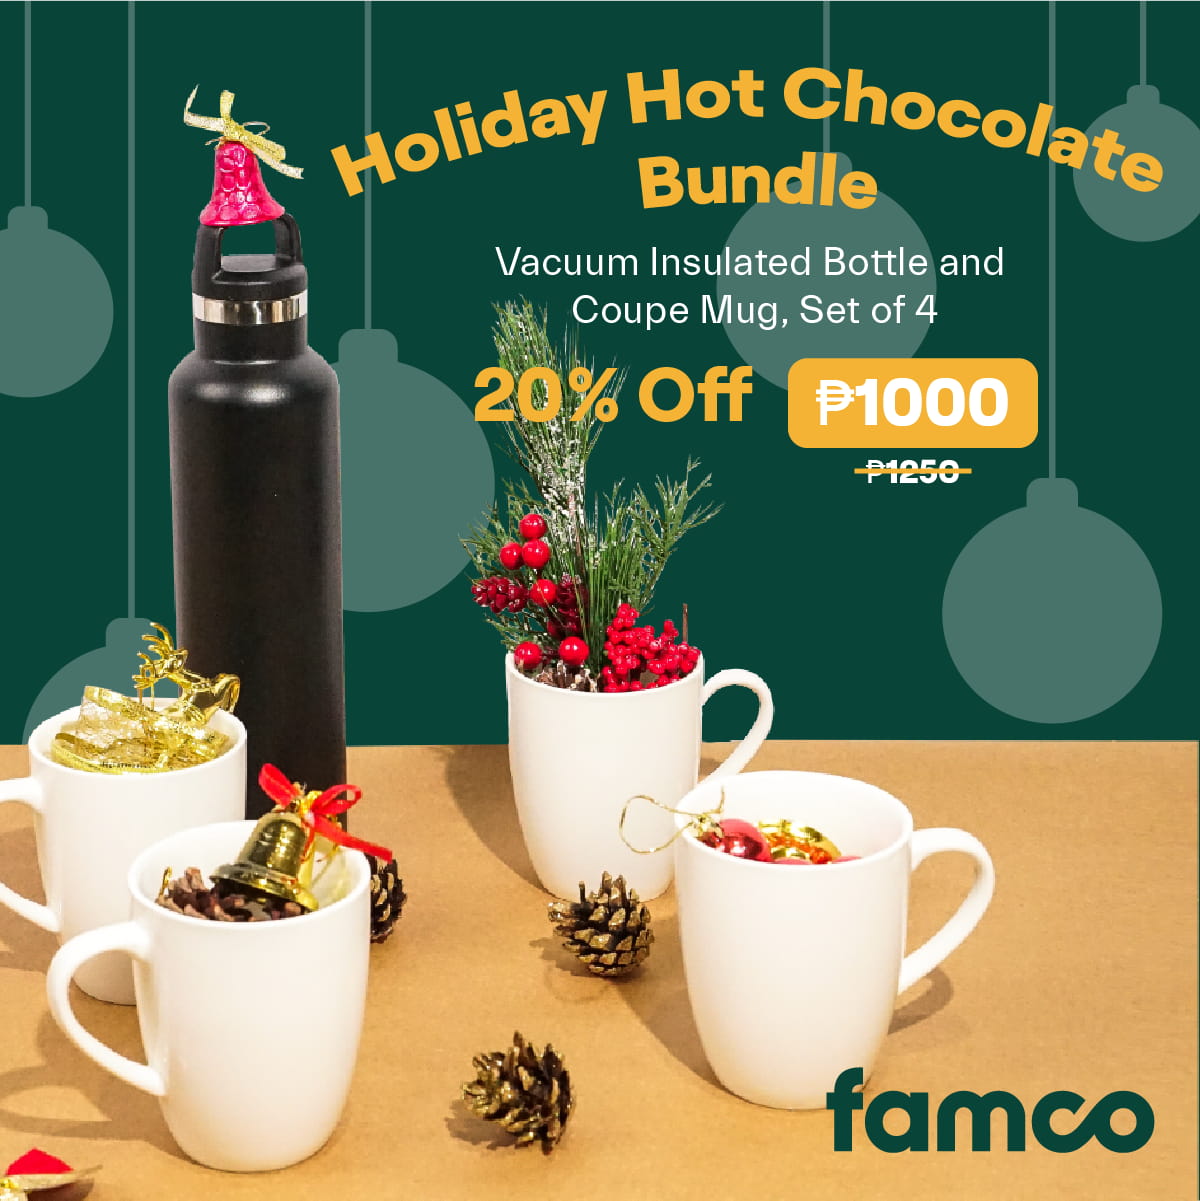 Holiday Hot Chocolate
Bundle
Vacuum Insulated Bottle and
Coupe Mug, Set of 4
20% Off
₱1000
₱1250
famco